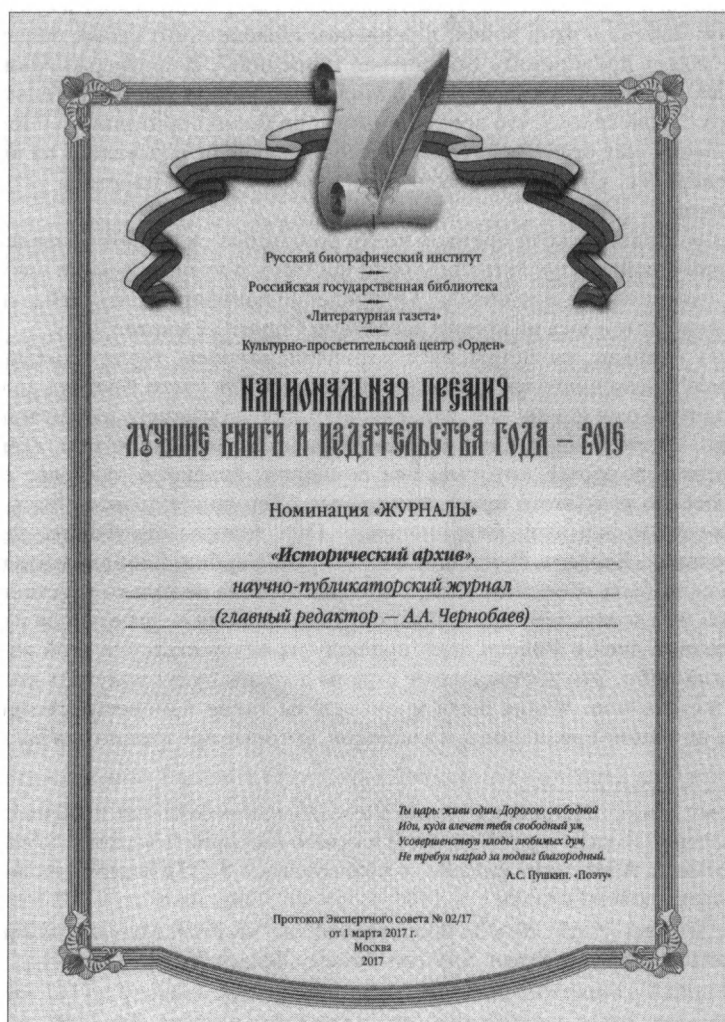 Русский биографический институт
Российская государственная библиотека
«Литературная газета»
Культурно-просветительский центр «Орден»
НАЦИОНАЛЬНАЯ ПРЕМИЯ
ЛУЧШИЕ КНИГИ И ИЗДАТЕЛЬСТВА ГОДА – 2016
Номинация «ЖУРНАЛЫ»
«Исторический архив»,
научно-публикаторский журнал
(главный редактор — А.А. Чернобаев)
Ты царь: живи один. Дорогою свободной
Иди, куда влечет тебя свободный ум,
Усовершенствуя плоды любимых дум,
Не требуя наград за подвиг благородный.
А.С. Пушкин. «Поэту»
Протокол Экспертного совета № 02/17
от 1 марта 2017 г.
Москва
2017